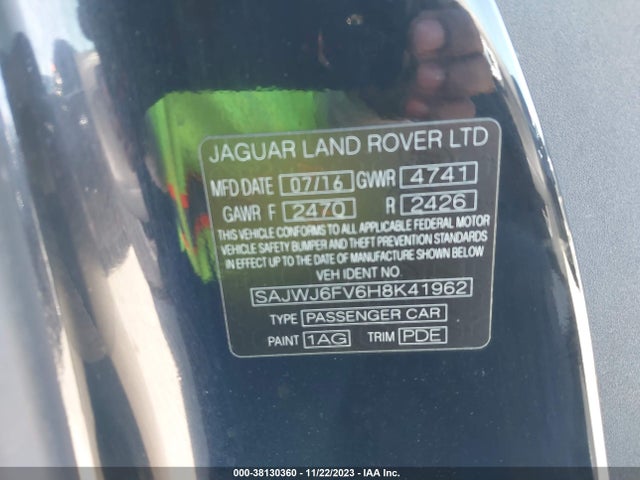 JAGUAR LAND ROVER LTD
MFD DATE 07/16 GVWR 4741
GAWR F 2470 R 2426
THIS VEHICLE CONFORMS TO ALL APPLICABLE FEDERAL MOTOR
VEHICLE SAFETY BUMPER AND THEFT PREVENTION STANDARDS
IN EFFECT TO THE DATE OF MANUFACTURE SHOWN BELOW
VEH IDENT NO.
SAJWJ6FV6H8K41962
TYPE PASSENGER CAR
PAINT 1AG TRIM PDE
000-38130360 - 11/22/2023 - IAA Inc.